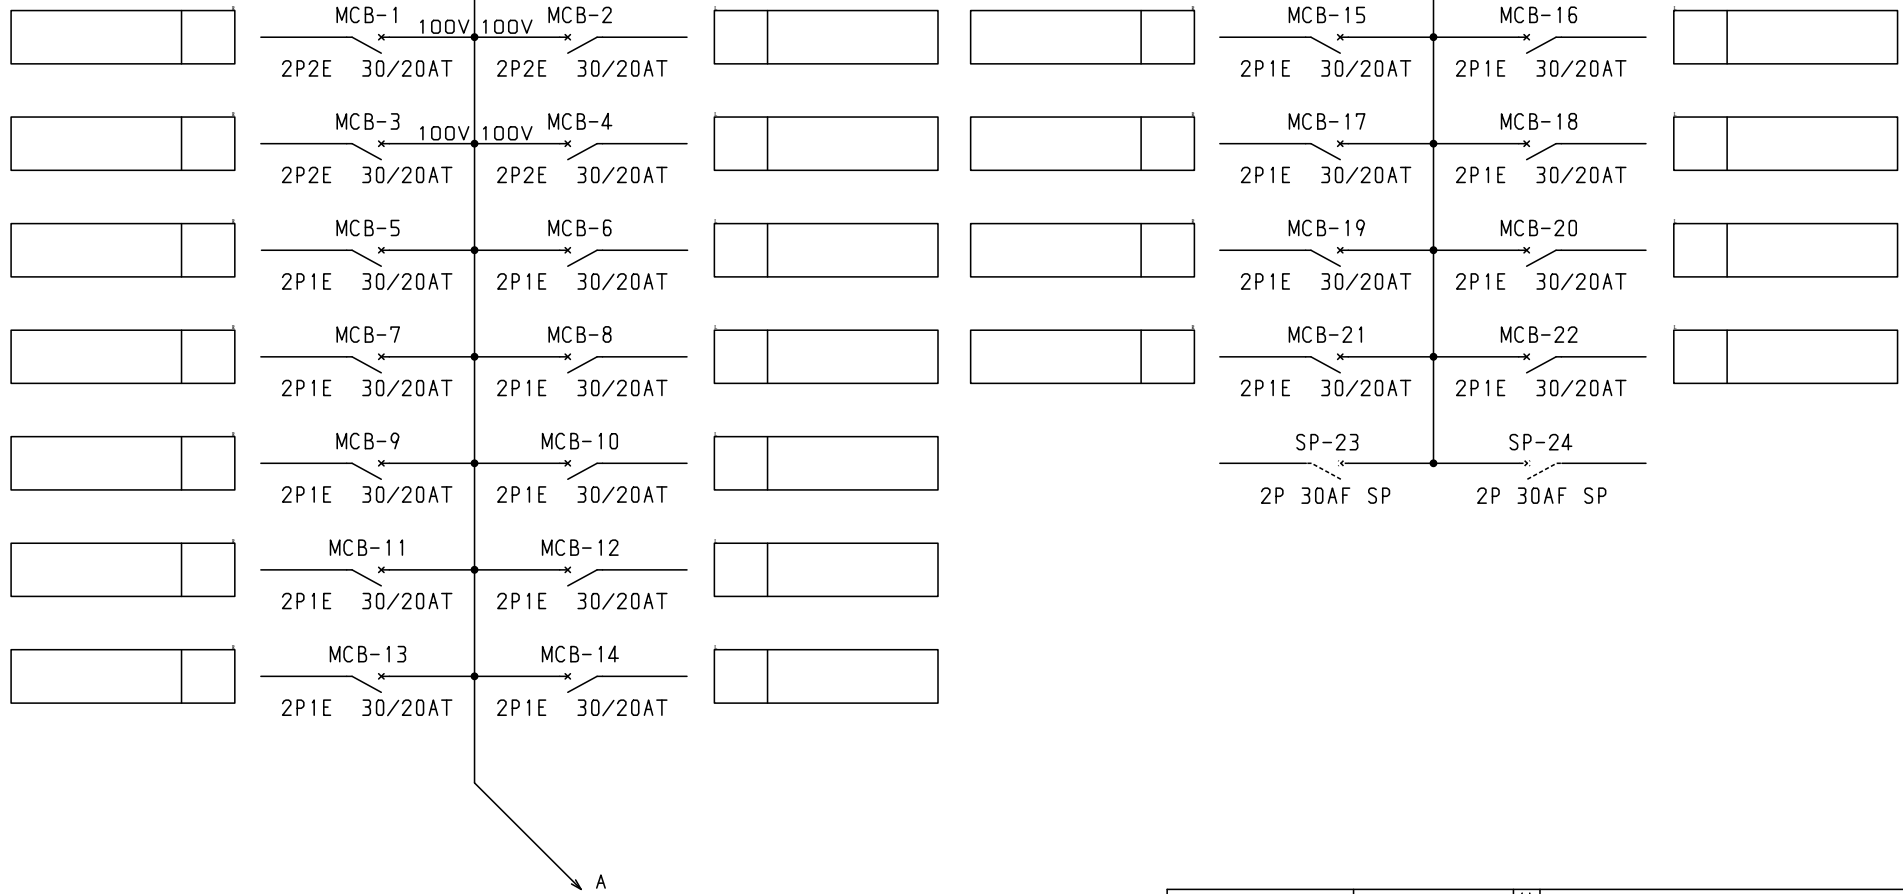 MCB-1 100V 100V MCB-2
2P2E 30/20AT 2P2E 30/20AT
MCB-3 100V 100V MCB-4
2P2E 30/20AT 2P2E 30/20AT
MCB-5 MCB-6
2P1E 30/20AT 2P1E 30/20AT
MCB-7 MCB-8
2P1E 30/20AT 2P1E 30/20AT
MCB-9 MCB-10
2P1E 30/20AT 2P1E 30/20AT
MCB-11 MCB-12
2P1E 30/20AT 2P1E 30/20AT
MCB-13 MCB-14
2P1E 30/20AT 2P1E 30/20AT
A
MCB-15 MCB-16
2P1E 30/20AT 2P1E 30/20AT
MCB-17 MCB-18
2P1E 30/20AT 2P1E 30/20AT
MCB-19 MCB-20
2P1E 30/20AT 2P1E 30/20AT
MCB-21 MCB-22
2P1E 30/20AT 2P1E 30/20AT
SP-23 SP-24
2P 30AF SP 2P 30AF SP